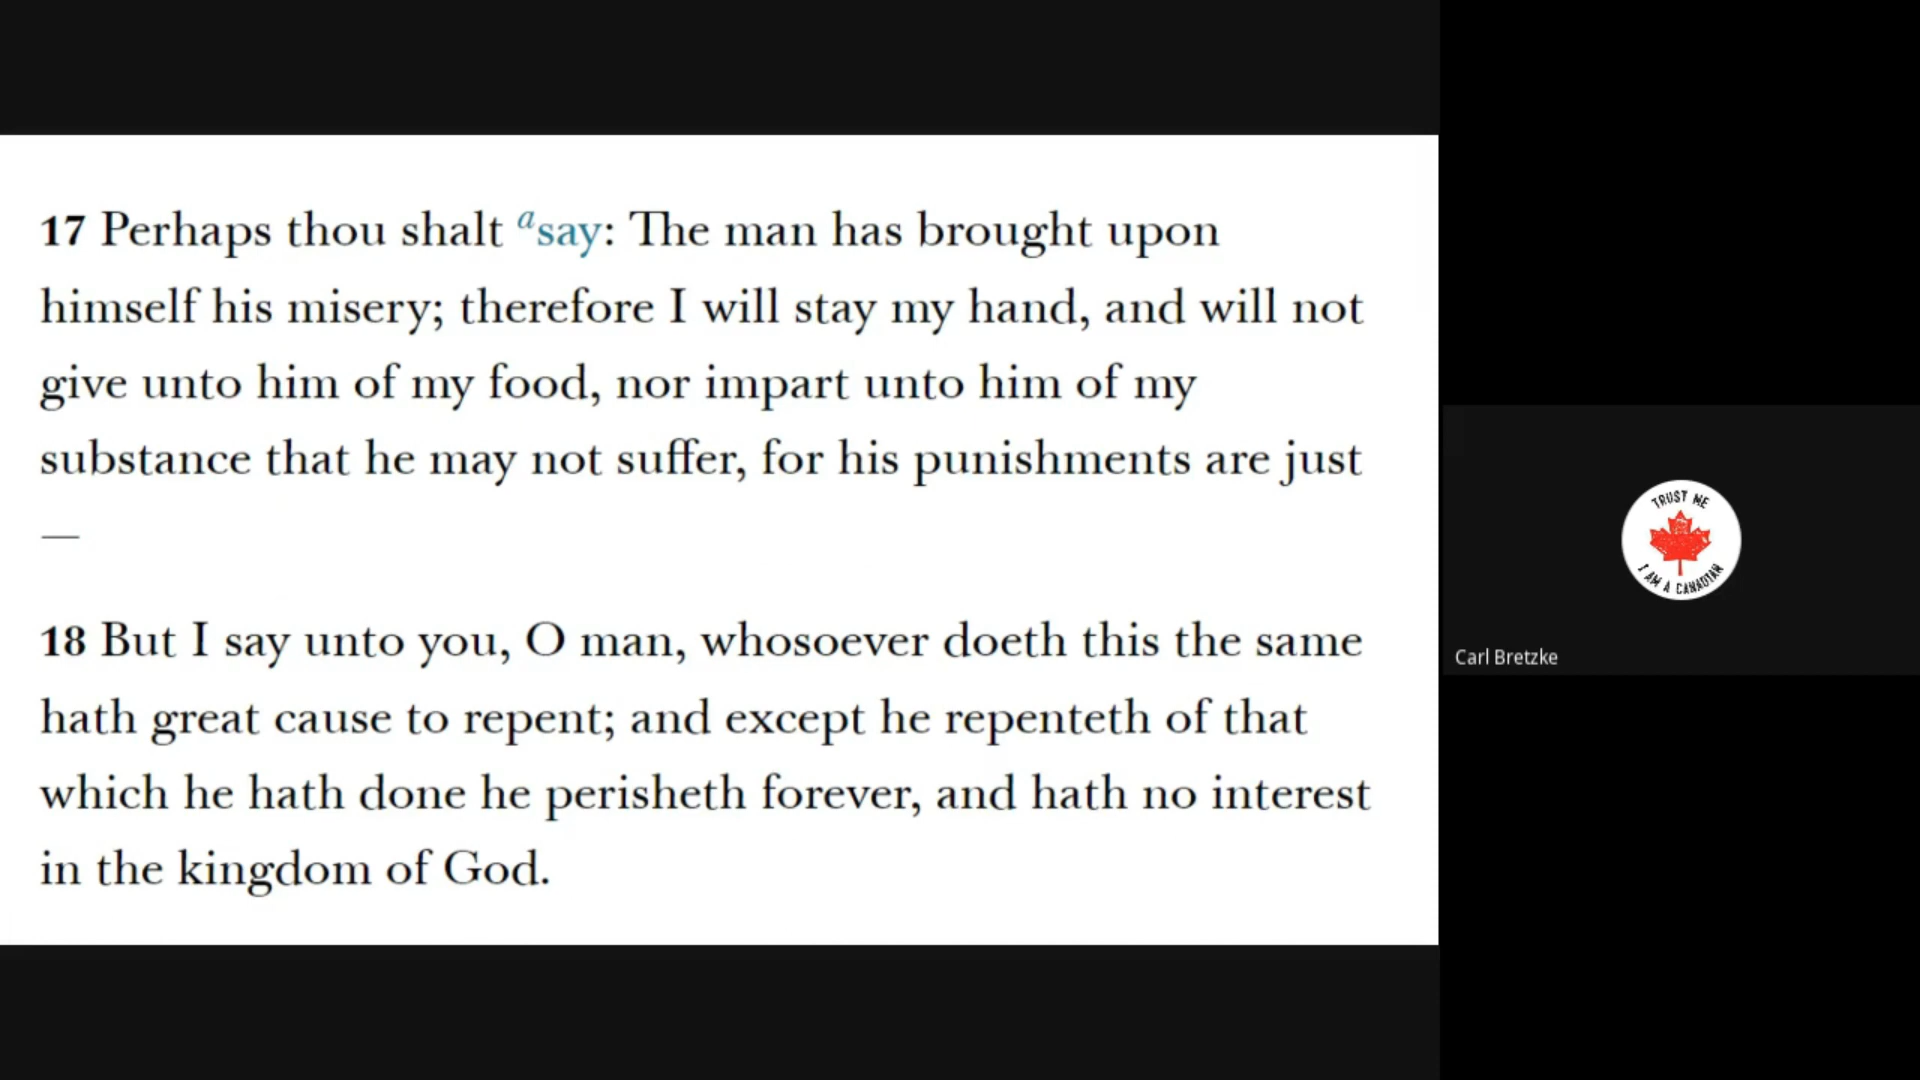 17 Perhaps thou shalt a say: The man has brought upon
himself his misery; therefore I will stay my hand, and will not
give unto him of my food, nor impart unto him of my
substance that he may not suffer, for his punishments are just
—
18 But I say unto you, O man, whosoever doeth this the same
hath great cause to repent; and except he repenteth of that
which he hath done he perisheth forever, and hath no interest
in the kingdom of God.
TRUST ME
I AM A CANADIAN
Carl Bretzke